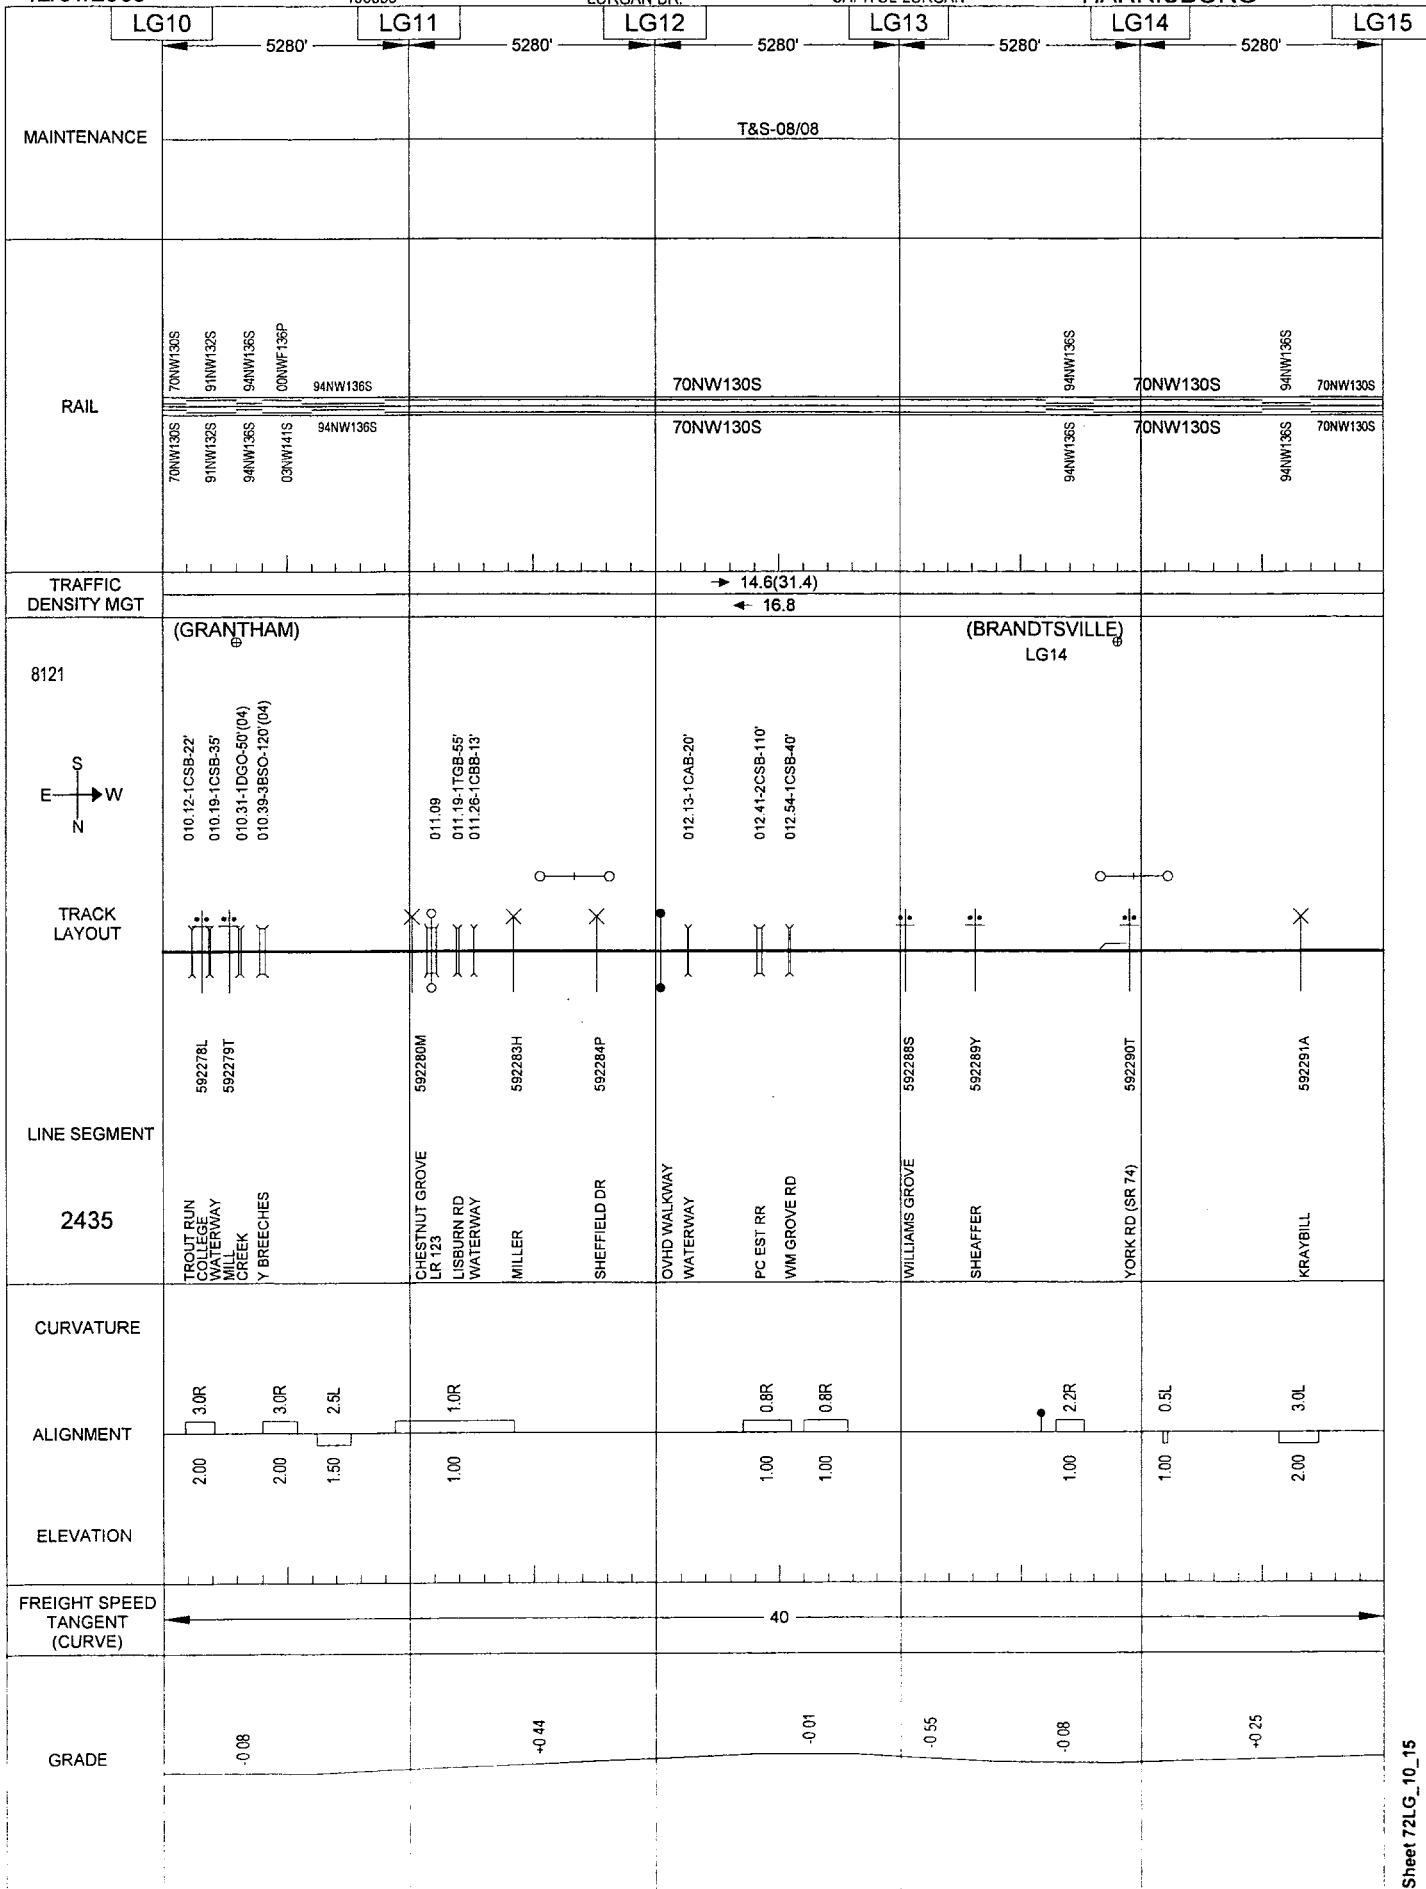 HARRISBURG
LG10 LG11 LG12 LG13 LG14 LG15
5280' 5280' 5280' 5280' 5280'
MAINTENANCE
T&S-08/08
70NW130S 91NW132S 94NW136S 00NWF136P 94NW136S 70NW130S 94NW136S 70NW130S 94NW136S 70NW130S
RAIL
70NW130S 91NW132S 94NW136S 03NW141S 94NW136S 70NW130S 94NW136S 70NW130S 94NW136S 70NW130S
TRAFFIC
DENSITY MGT
14.6(31.4)
16.8
(GRANTHAM) (BRANDTSVILLE)
LG14
8121
S
E W
N
010.12-1CSB-22'
010.19-1CSB-35'
010.31-1DGO-50'(04)
010.39-3BSO-120'(04)
011.09
011.19-1TGB-55'
011.26-1CBB-13'
012.13-1CAB-20'
012.41-2CSB-110'
012.54-1CSB-40'
TRACK
LAYOUT
592278L
592279T
592280M
592283H
592284P
592288S
592289Y
592290T
592291A
LINE SEGMENT
2435
TROUT RUN
COLLEGE
WATERWAY
MILL
CREEK
Y BREECHES
CHESTNUT GROVE
LR 123
LISBURN RD
WATERWAY
MILLER
SHEFFIELD DR
OVHD WALKWAY
WATERWAY
PC EST RR
WM GROVE RD
WILLIAMS GROVE
SHEAFFER
YORK RD (SR 74)
KRAYBILL
CURVATURE
3.0R 3.0R 2.5L 1.0R 0.8R 0.8R 2.2R 0.5L 3.0L
ALIGNMENT
2.00 2.00 1.50 1.00 1.00 1.00 1.00 1.00 2.00
ELEVATION
FREIGHT SPEED
TANGENT
(CURVE)
40
GRADE
-0.08 +0.44 -0.01 -0.55 -0.08 +0.25
Sheet 72LG_10_15